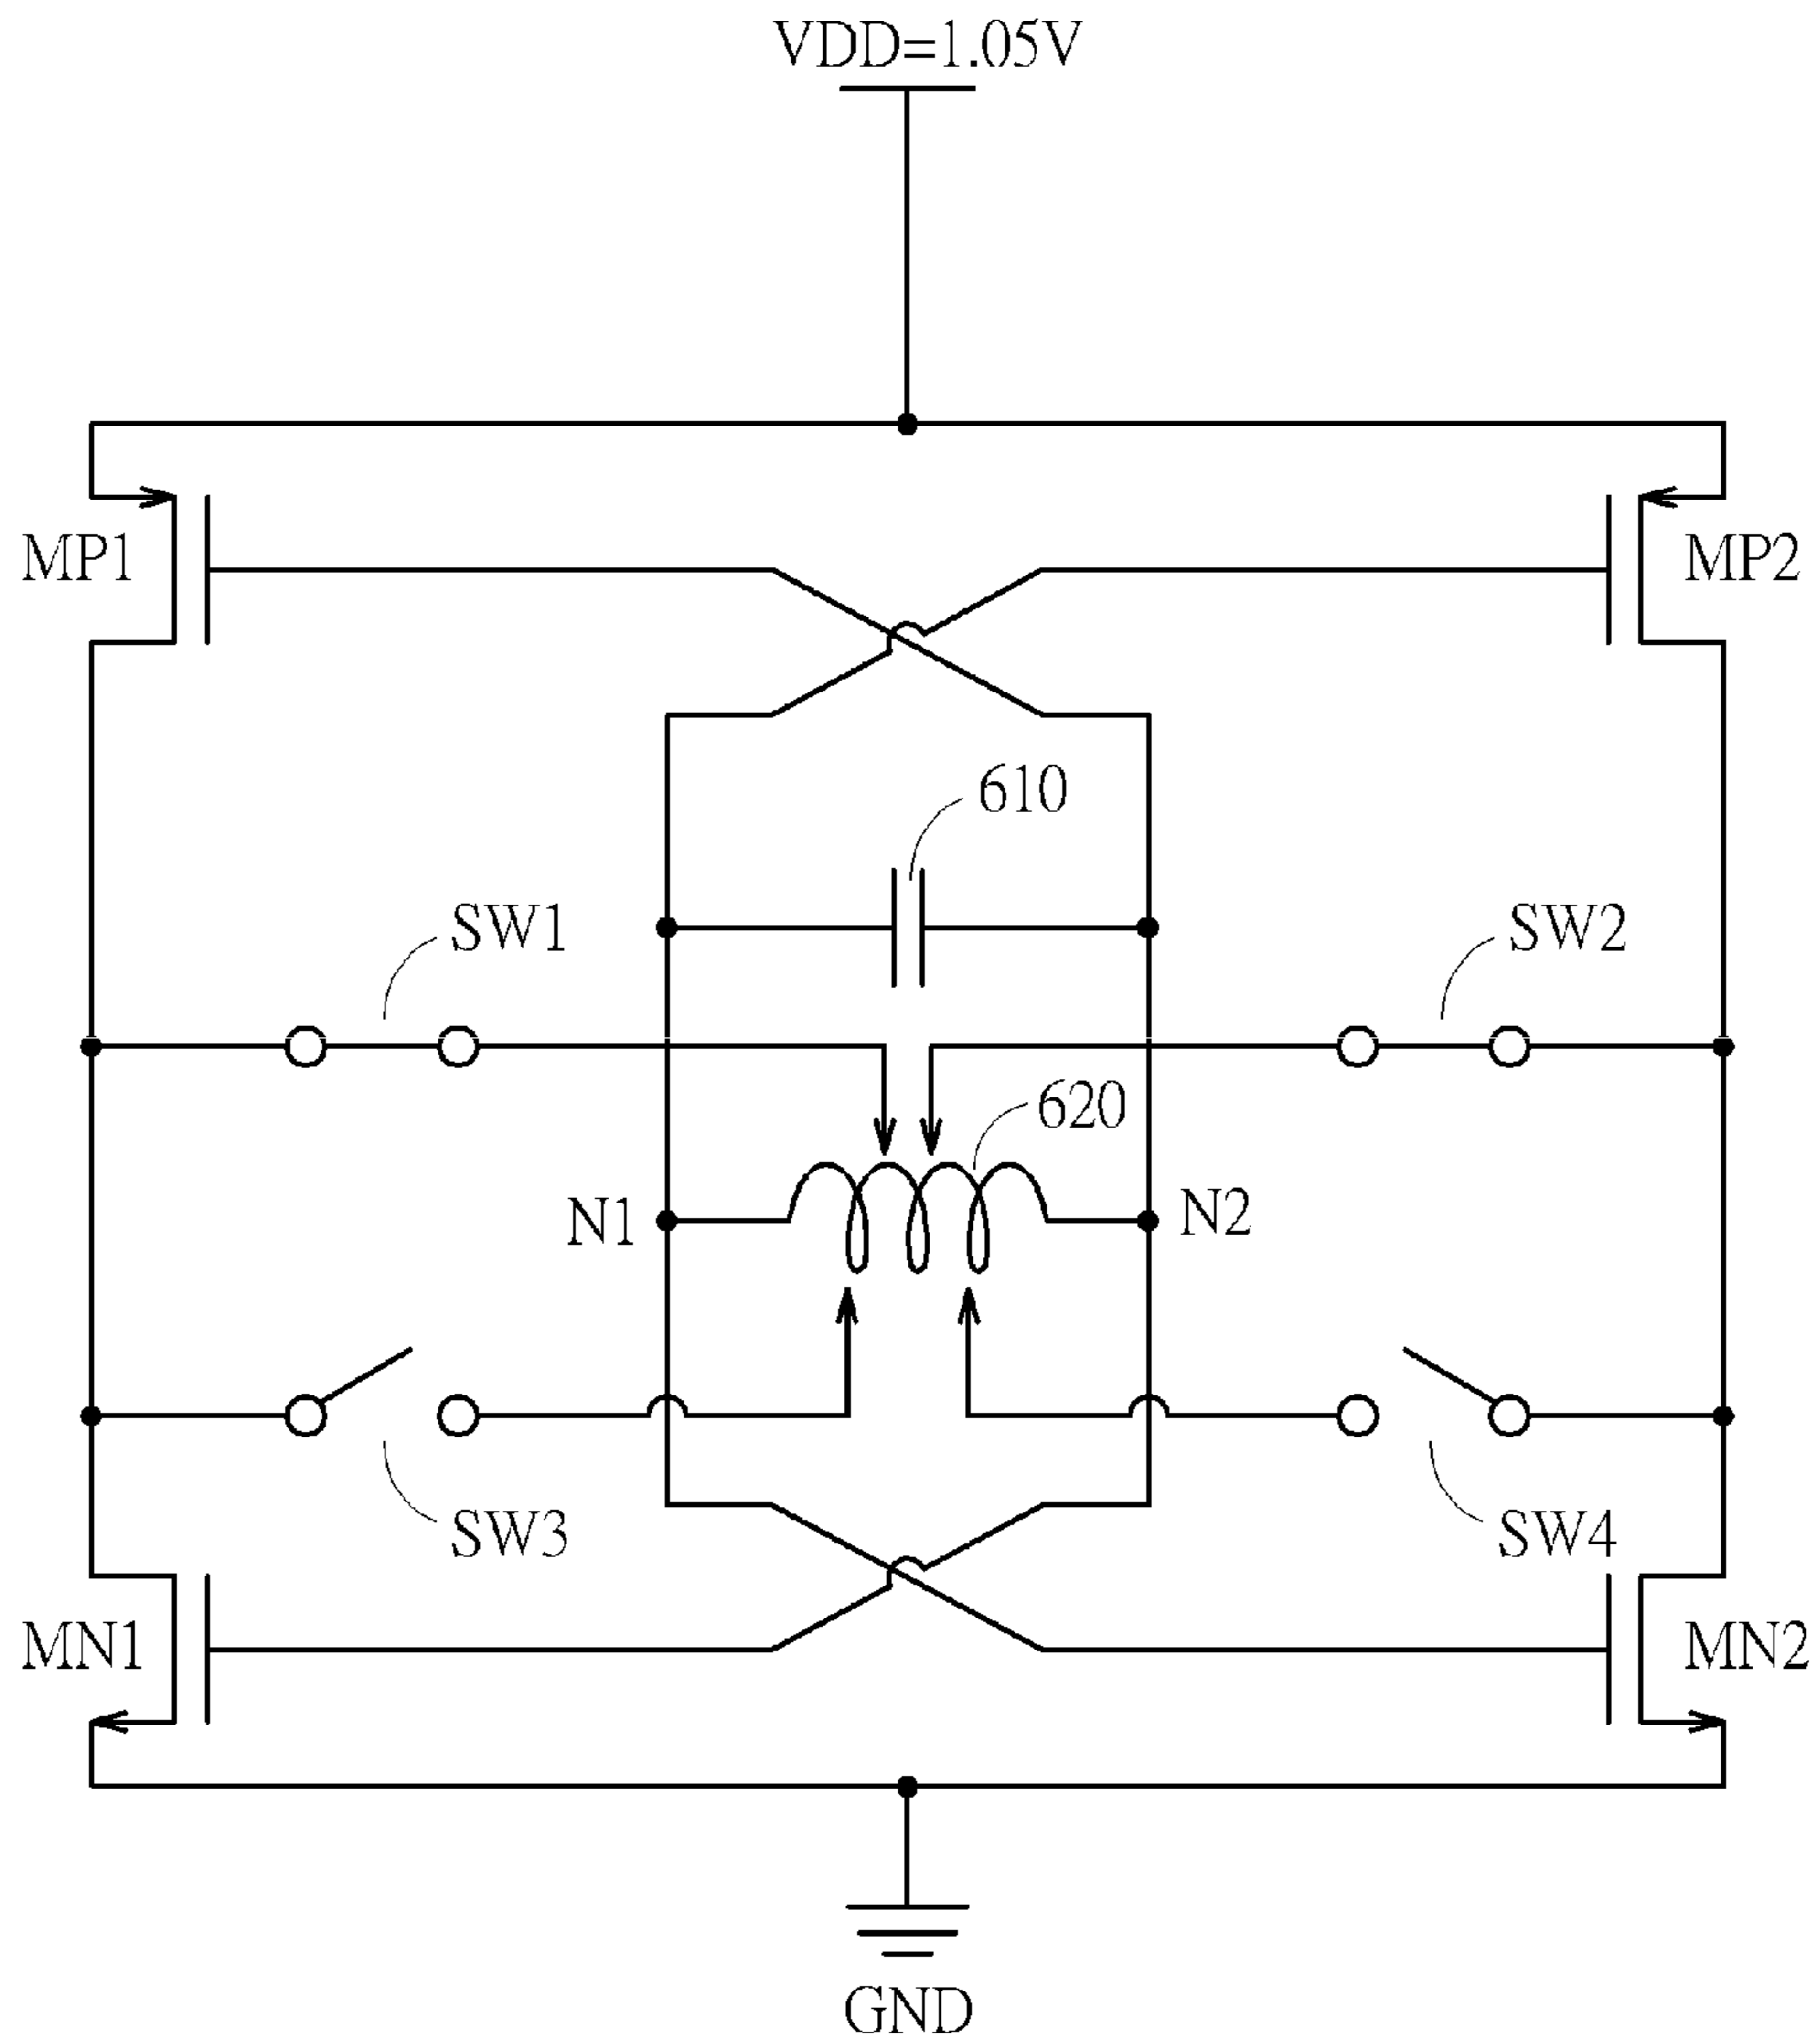 VDD=1.05V
MP1
MP2
610
SW1
SW2
620
N1
N2
SW3
SW4
MN1
MN2
GND